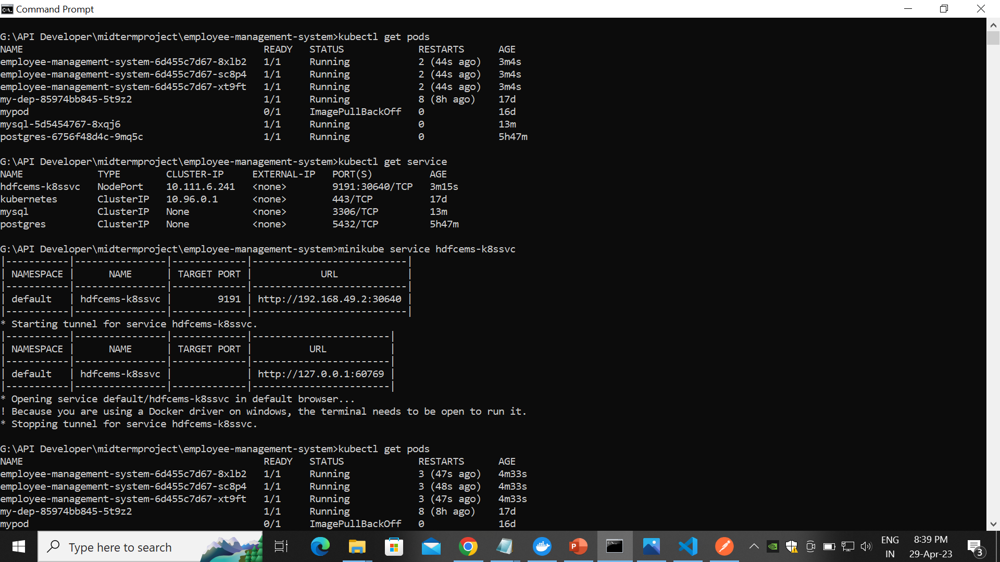 Command Prompt
G:\API Developer\midtermproject\employee-management-system>kubectl get pods
NAME READY STATUS RESTARTS AGE
employee-management-system-6d455c7d67-8xlb2 1/1 Running 2 (44s ago) 3m4s
employee-management-system-6d455c7d67-sc8p4 1/1 Running 2 (44s ago) 3m4s
employee-management-system-6d455c7d67-xt9ft 1/1 Running 2 (44s ago) 3m4s
my-dep-85974bb845-5t9z2 1/1 Running 8 (8h ago) 17d
mypod 0/1 ImagePullBackOff 0 16d
mysql-5d5454767-8xqj6 1/1 Running 0 13m
postgres-6756f48d4c-9mq5c 1/1 Running 0 5h47m
G:\API Developer\midtermproject\employee-management-system>kubectl get service
NAME TYPE CLUSTER-IP EXTERNAL-IP PORT(S) AGE
hdfcems-k8ssvc NodePort 10.111.6.241 <none> 9191:30640/TCP 3m15s
kubernetes ClusterIP 10.96.0.1 <none> 443/TCP 17d
mysql ClusterIP None <none> 3306/TCP 13m
postgres ClusterIP None <none> 5432/TCP 5h47m
G:\API Developer\midtermproject\employee-management-system>minikube service hdfcems-k8ssvc
|-----------|----------------|-------------|---------------------------|
| NAMESPACE | NAME | TARGET PORT | URL |
|-----------|----------------|-------------|---------------------------|
| default | hdfcems-k8ssvc | 9191 | http://192.168.49.2:30640 |
|-----------|----------------|-------------|---------------------------|
* Starting tunnel for service hdfcems-k8ssvc.
|-----------|----------------|-------------|------------------------|
| NAMESPACE | NAME | TARGET PORT | URL |
|-----------|----------------|-------------|------------------------|
| default | hdfcems-k8ssvc | | http://127.0.0.1:60769 |
|-----------|----------------|-------------|------------------------|
* Opening service default/hdfcems-k8ssvc in default browser...
! Because you are using a Docker driver on windows, the terminal needs to be open to run it.
* Stopping tunnel for service hdfcems-k8ssvc.
G:\API Developer\midtermproject\employee-management-system>kubectl get pods
NAME READY STATUS RESTARTS AGE
employee-management-system-6d455c7d67-8xlb2 1/1 Running 3 (47s ago) 4m33s
employee-management-system-6d455c7d67-sc8p4 1/1 Running 3 (48s ago) 4m33s
employee-management-system-6d455c7d67-xt9ft 1/1 Running 3 (47s ago) 4m33s
my-dep-85974bb845-5t9z2 1/1 Running 8 (8h ago) 17d
mypod 0/1 ImagePullBackOff 0 16d
Type here to search
ENG
IN
8:39 PM
29-Apr-23
3